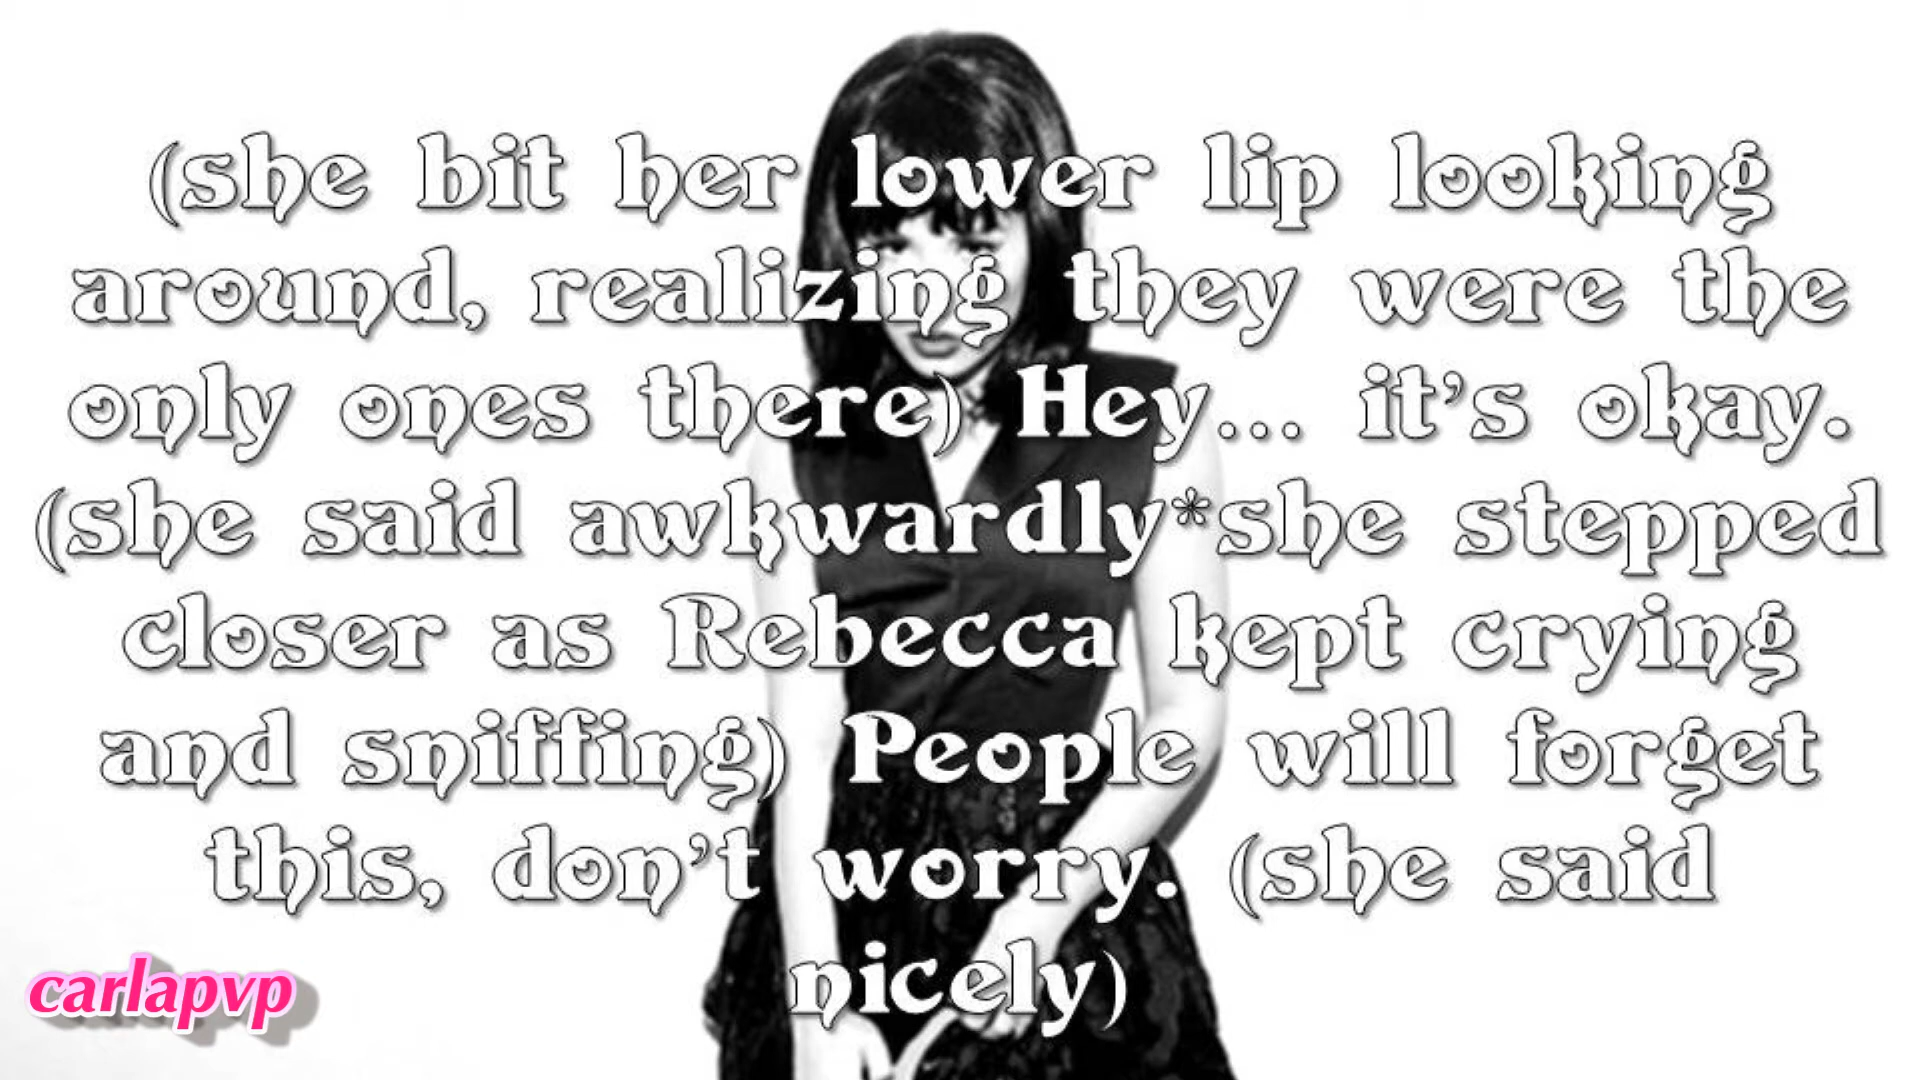 (she bit her lower lip looking
around, realizing they were the
only ones there) Hey... it's okay.
(she said awkwardly*she stepped
closer as Rebecca kept crying
and sniffing) People will forget
this, don't worry. (she said
nicely)
carlapvp